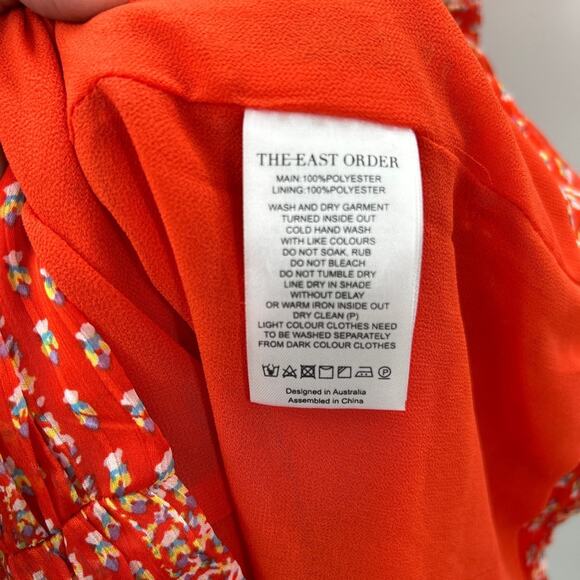 THE EAST ORDER
MAIN:100%POLYESTER
LINING:100%POLYESTER
WASH AND DRY GARMENT
TURNED INSIDE OUT
COLD HAND WASH
WITH LIKE COLOURS
DO NOT SOAK, RUB
DO NOT BLEACH
DO NOT TUMBLE DRY
LINE DRY IN SHADE
WITHOUT DELAY
OR WARM IRON INSIDE OUT
DRY CLEAN (P)
LIGHT COLOUR CLOTHES NEED
TO BE WASHED SEPARATELY
FROM DARK COLOUR CLOTHES
P
Designed in Australia
Assembled in China